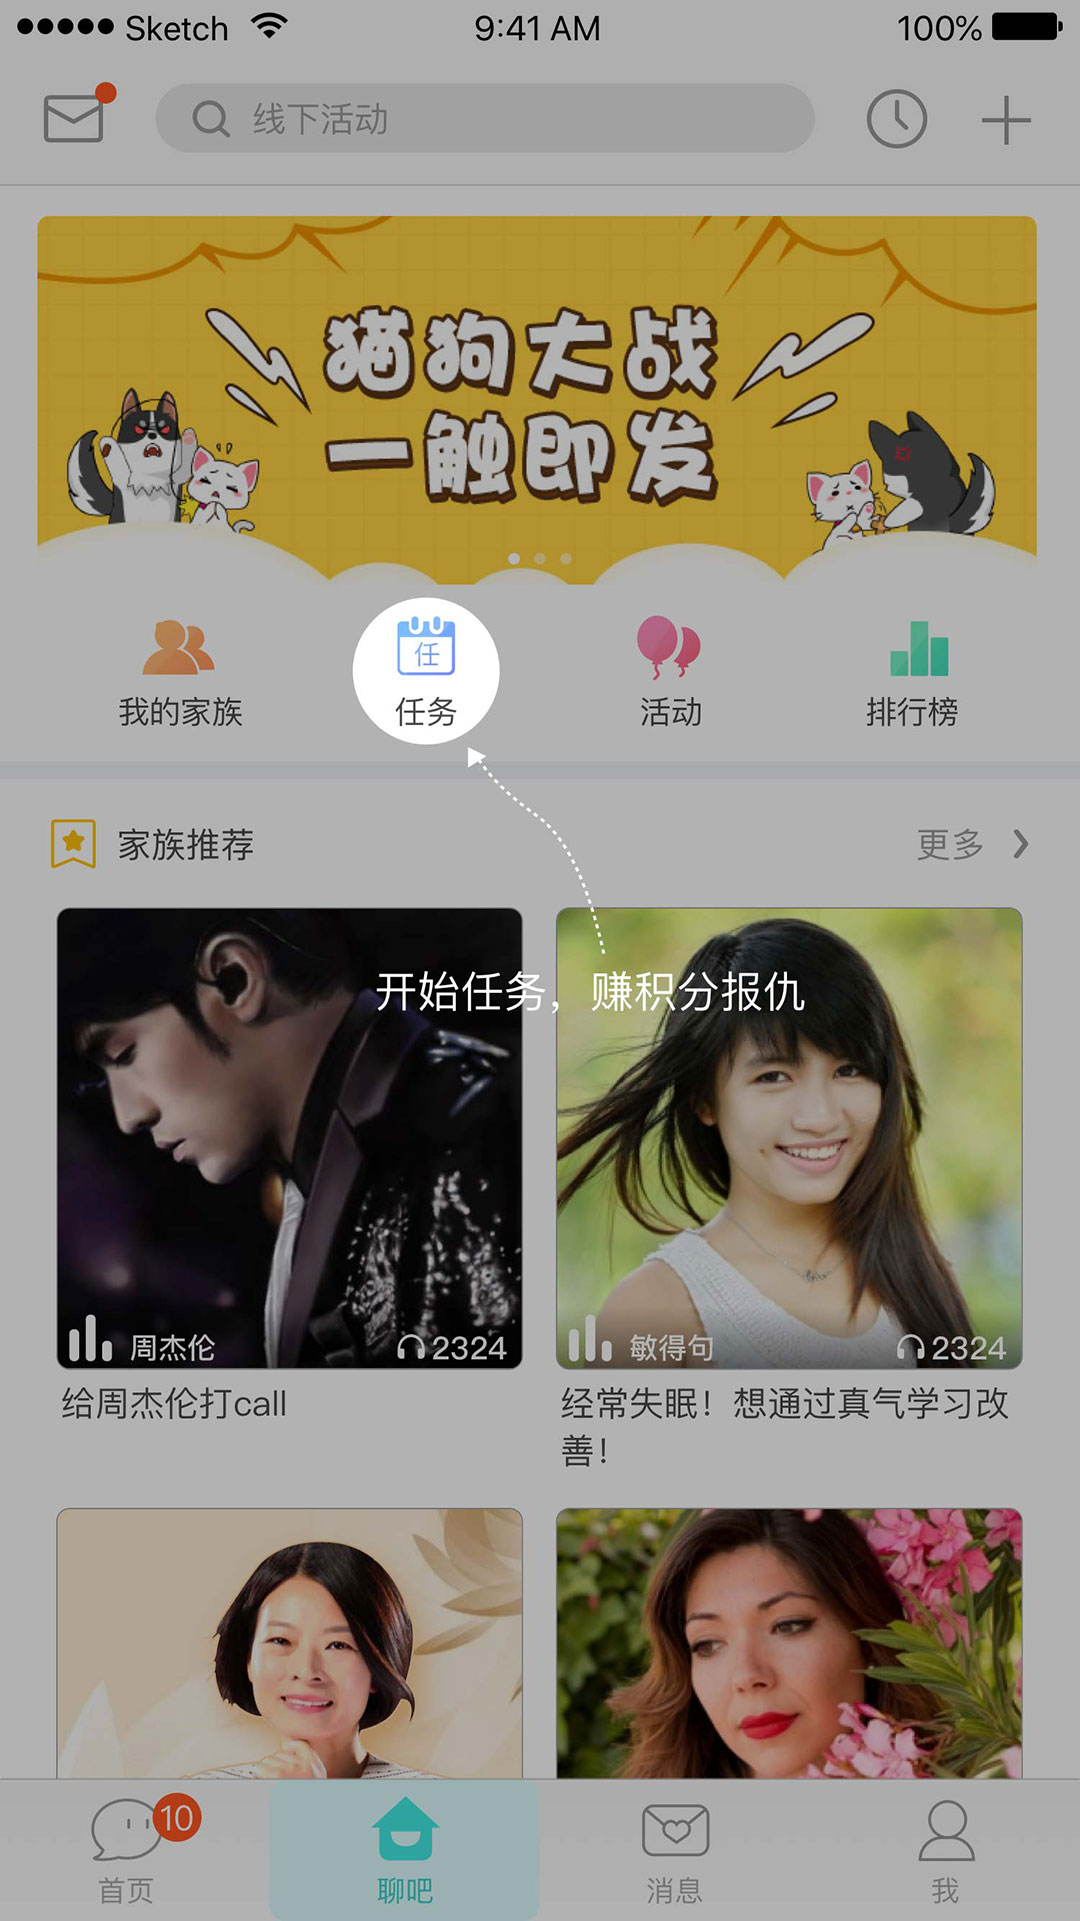 Sketch 9:41 AM 100%
线下活动
猫狗大战
一触即发
任
我的家族 任务 活动 排行榜
家族推荐 更多
开始任务，赚积分报仇
周杰伦 2324 敏得句 2324
给周杰伦打call
经常失眠！想通过真气学习改
善！
10
首页 聊吧 消息 我